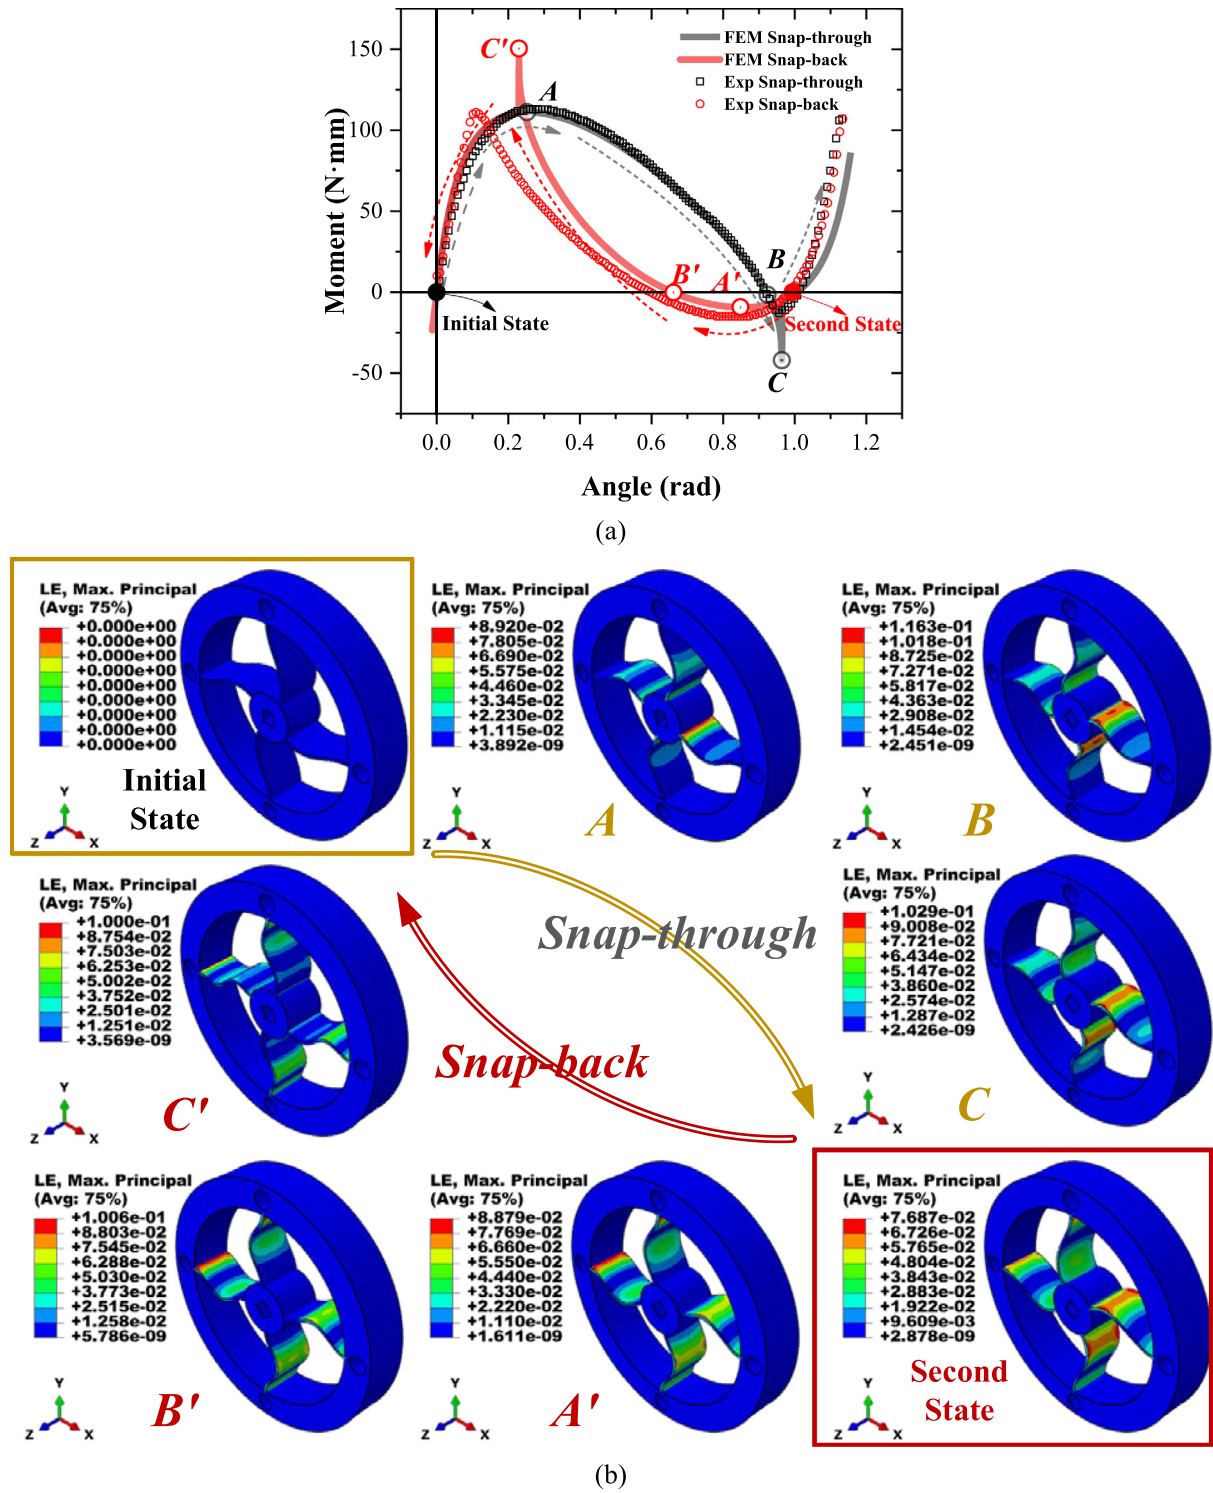 FEM Snap-through
FEM Snap-back
Exp Snap-through
Exp Snap-back
150
100
50
0
-50
Moment (N·mm)
C'
A
B
B'
A'
C
Initial State
Second State
0.0
0.2
0.4
0.6
0.8
1.0
1.2
Angle (rad)
(a)
LE, Max. Principal
(Avg: 75%)
+0.000e+00
+0.000e+00
+0.000e+00
+0.000e+00
+0.000e+00
+0.000e+00
+0.000e+00
+0.000e+00
+0.000e+00
Initial
State
Y
Z
X
LE, Max. Principal
(Avg: 75%)
+8.920e-02
+7.805e-02
+6.690e-02
+5.575e-02
+4.460e-02
+3.345e-02
+2.230e-02
+1.115e-02
+3.892e-09
A
Y
Z
X
LE, Max. Principal
(Avg: 75%)
+1.163e-01
+1.018e-01
+8.725e-02
+7.271e-02
+5.817e-02
+4.363e-02
+2.908e-02
+1.454e-02
+2.451e-09
B
Y
Z
X
LE, Max. Principal
(Avg: 75%)
+1.000e-01
+8.754e-02
+7.503e-02
+6.253e-02
+5.002e-02
+3.752e-02
+2.501e-02
+1.251e-02
+3.569e-09
C'
Y
Z
X
Snap-through
Snap-back
LE, Max. Principal
(Avg: 75%)
+1.029e-01
+9.008e-02
+7.721e-02
+6.434e-02
+5.147e-02
+3.860e-02
+2.574e-02
+1.287e-02
+2.426e-09
C
Y
Z
X
LE, Max. Principal
(Avg: 75%)
+1.006e-01
+8.803e-02
+7.545e-02
+6.288e-02
+5.030e-02
+3.773e-02
+2.515e-02
+1.258e-02
+5.786e-09
B'
Y
Z
X
LE, Max. Principal
(Avg: 75%)
+8.879e-02
+7.769e-02
+6.660e-02
+5.550e-02
+4.440e-02
+3.330e-02
+2.220e-02
+1.110e-02
+1.611e-09
A'
Y
Z
X
LE, Max. Principal
(Avg: 75%)
+7.687e-02
+6.726e-02
+5.765e-02
+4.804e-02
+3.843e-02
+2.883e-02
+1.922e-02
+9.609e-03
+2.878e-09
Second
State
Y
Z
X
(b)